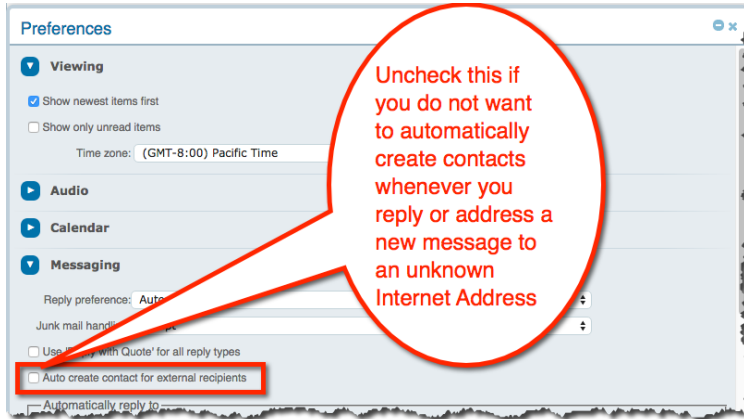 Preferences
Viewing
Show newest items first
Show only unread items
Time zone: (GMT-8:00) Pacific Time
Audio
Calendar
Messaging
Reply preference:
Junk mail
Use with Quote' for all reply types
Auto create contact for external recipients
Automatically reply to
Uncheck this if
you do not want
to automatically
create contacts
whenever you
reply or address a
new message to
an unknown
Internet Address